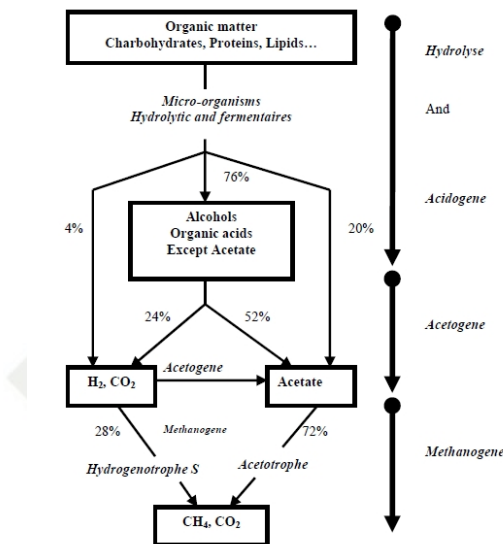 Organic matter
Charbohydrates, Proteins, Lipids…
Hydrolyse
Micro-organisms
Hydrolytic and fermentaires
And
76%
4%
Alcohols
Organic acids
Except Acetate
20%
Acidogene
24%
52%
Acetogene
H₂, CO₂
Acetogene
Acetate
28%
Methanogene
72%
Hydrogenotrophe S
Acetotrophe
Methanogene
CH₄, CO₂